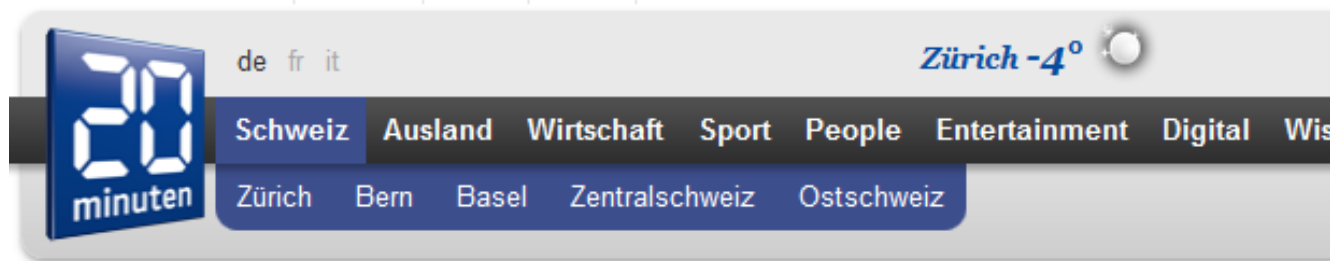 20
minuten
de fr it
Zürich -4°
Schweiz Ausland Wirtschaft Sport People Entertainment Digital Wis
Zürich Bern Basel Zentralschweiz Ostschweiz